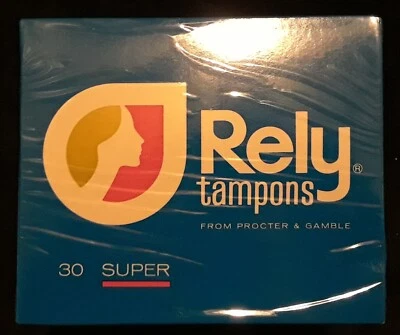 Rely®
tampons
FROM PROCTER & GAMBLE
30 SUPER